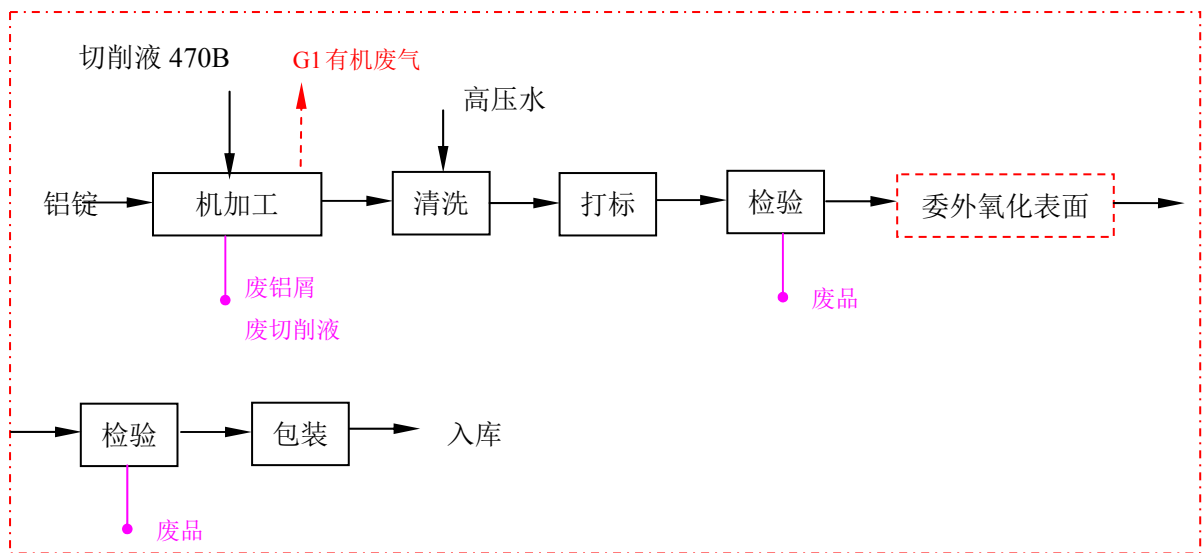 切削液 470B
G1 有机废气
高压水
铝锭
机加工
清洗
打标
检验
委外氧化表面
废铝屑
废切削液
废品
检验
包装
入库
废品